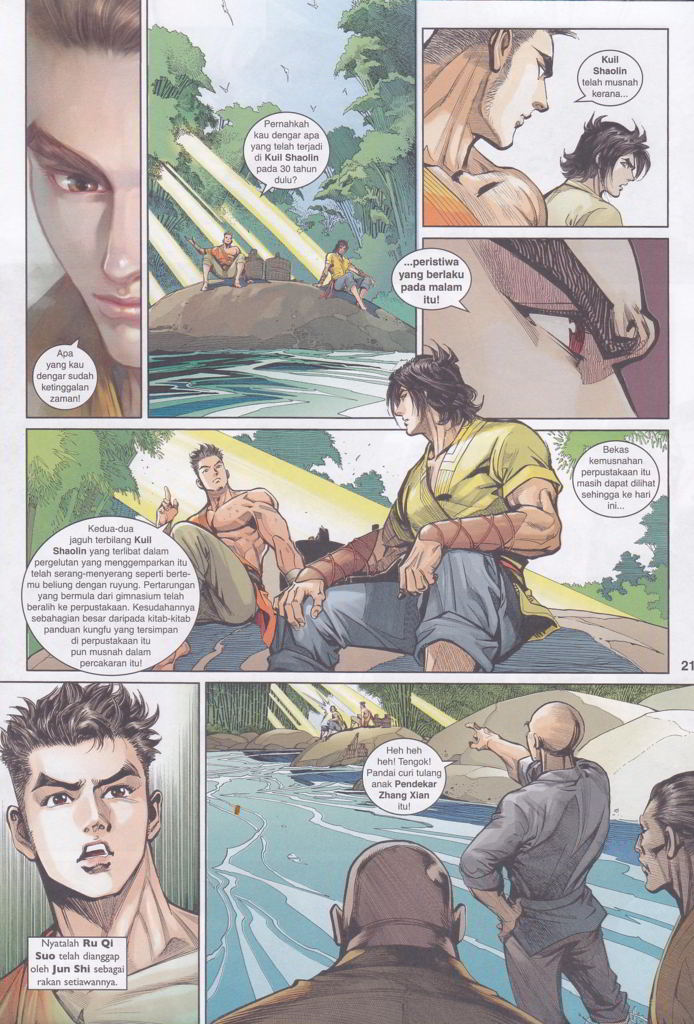 Apa
yang kau
dengar sudah
ketinggalan
zaman!
Pernahkah
kau dengar apa
yang telah terjadi
di Kuil Shaolin
pada 30 tahun
dulu?
Kuil
Shaolin
telah musnah
kerana...
...peristiwa
yang berlaku
pada malam
itu!
Kedua-dua
jaguh terbilang Kuil
Shaolin yang terlibat dalam
pergelutan yang menggemparkan itu
telah serang-menyerang seperti berte-
mu beliung dengan ruyung. Pertarungan
yang bermula dari gimnasium telah
beralih ke perpustakaan. Kesudahannya
sebahagian besar daripada kitab-kitab
panduan kungfu yang tersimpan
di perpustakaan itu
pun musnah dalam
percakaran itu!
Bekas
kemusnahan
perpustakaan itu
masih dapat dilihat
sehingga ke hari
ini...
21
Nyatalah Ru Qi
Suo telah dianggap
oleh Jun Shi sebagai
rakan setiawannya.
Heh heh
heh! Tengok!
Pandai curi tulang
anak Pendekar
Zhang Xian
itu!